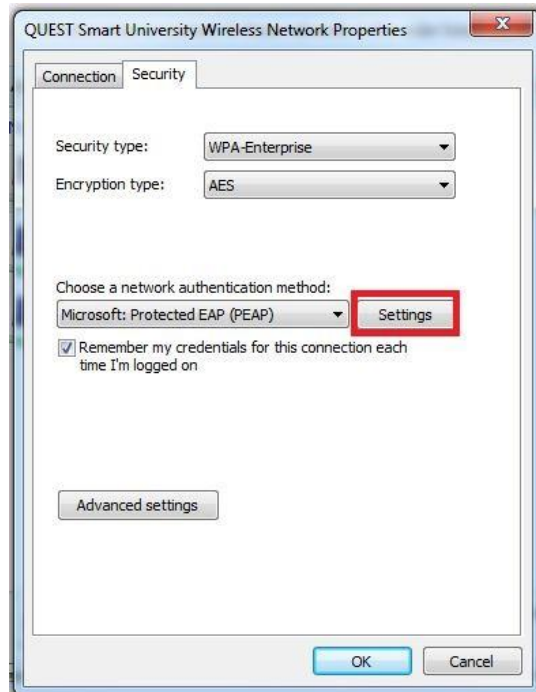 QUEST Smart University Wireless Network Properties
Connection Security
Security type: WPA-Enterprise
Encryption type: AES
Choose a network authentication method:
Microsoft: Protected EAP (PEAP) Settings
Remember my credentials for this connection each
time I'm logged on
Advanced settings
OK Cancel